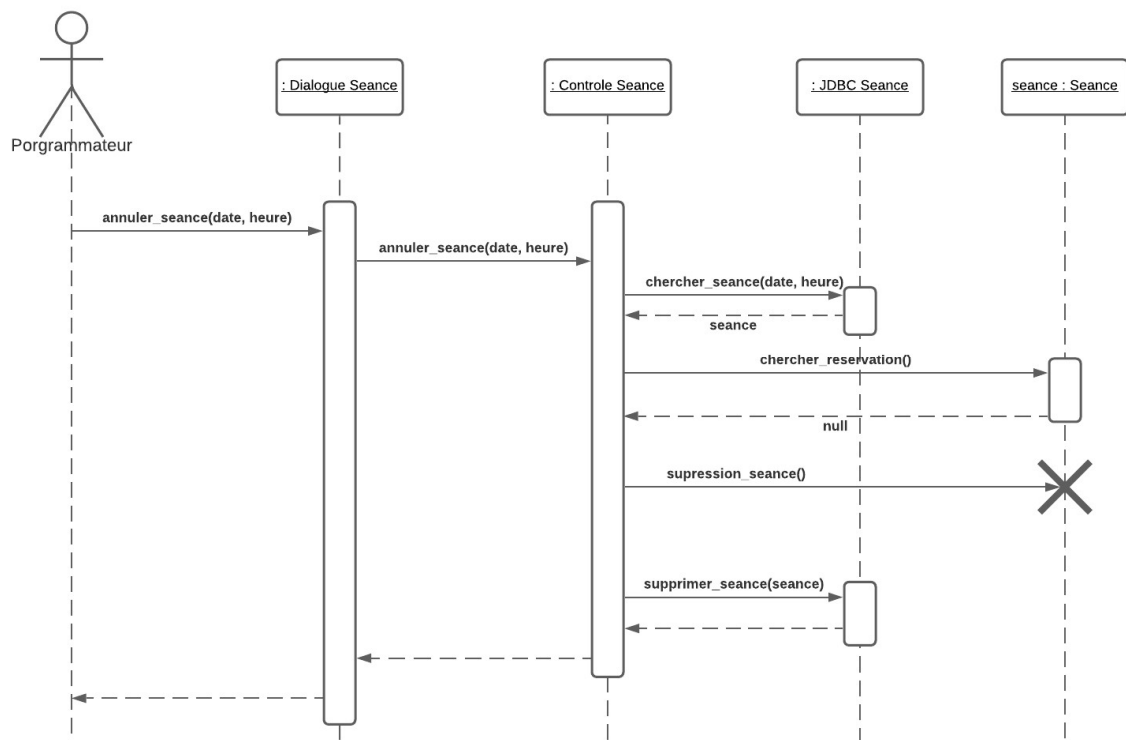 : Dialogue Seance
: Controle Seance
: JDBC Seance
seance : Seance
Porgrammateur
annuler_seance(date, heure)
annuler_seance(date, heure)
chercher_seance(date, heure)
seance
chercher_reservation()
null
supression_seance()
supprimer_seance(seance)